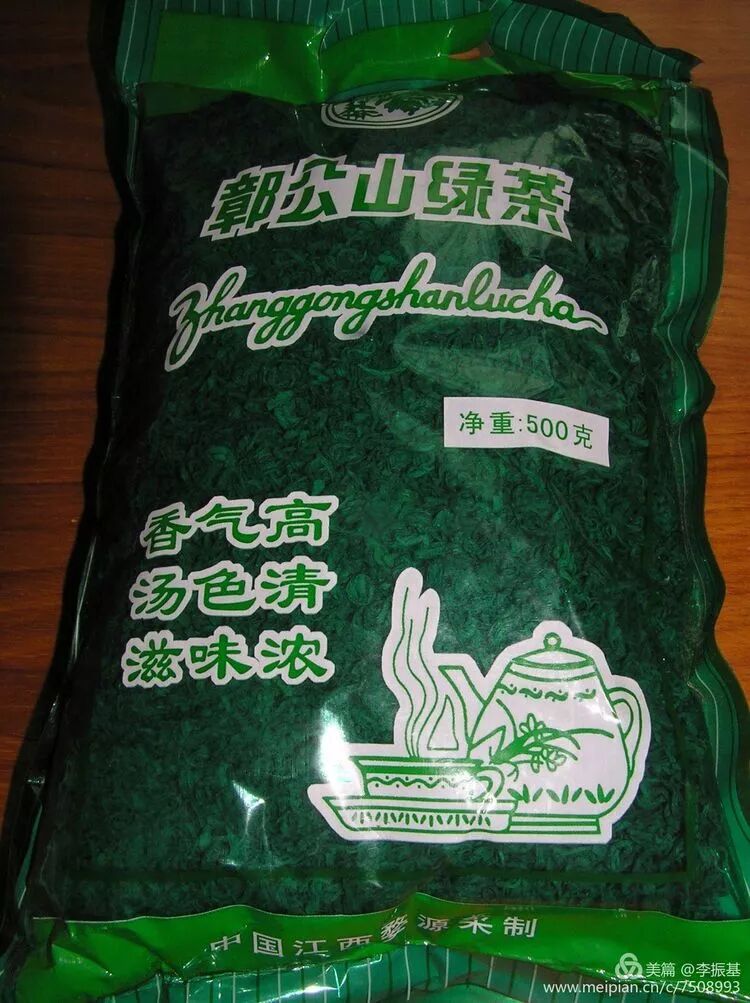 鄣公山绿茶
Zhanggongshanlucha
净重:500克
香气高
汤色清
滋味浓
中国江西婺源采制
美篇 @李振基
www.meipian.cn/c/7508993